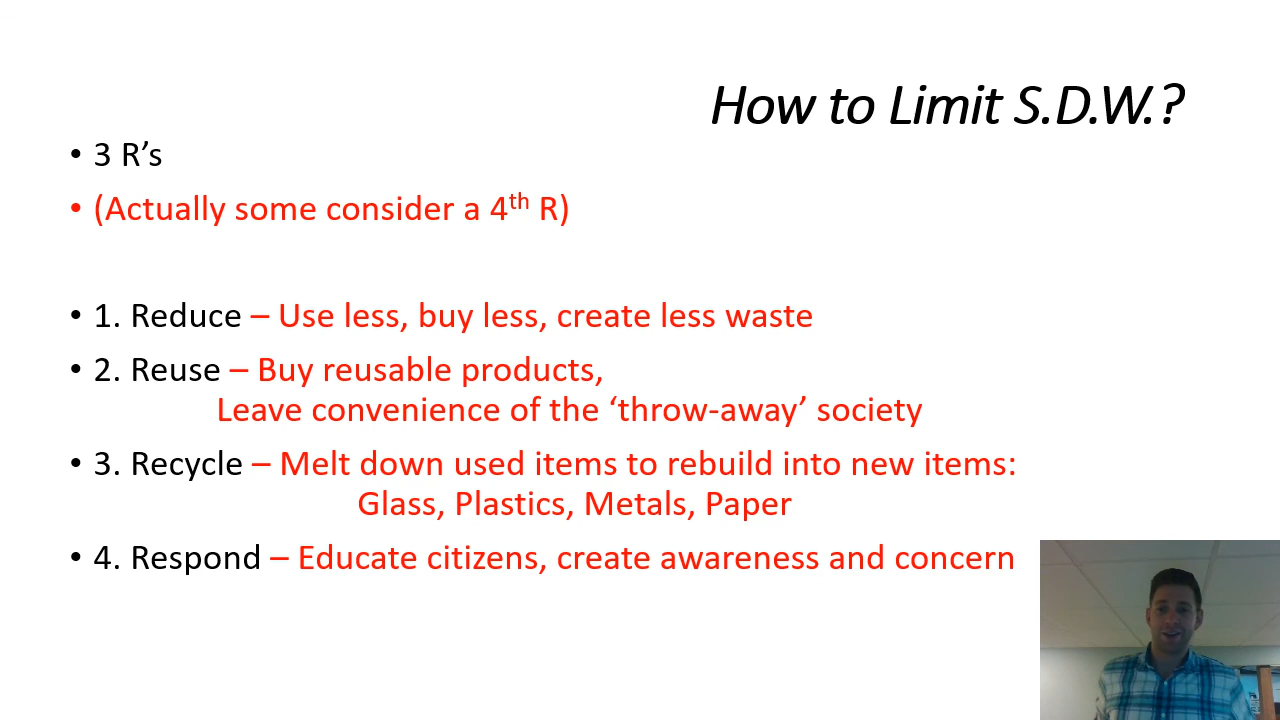 How to Limit S.D.W.?
• 3 R’s
• (Actually some consider a 4th R)
• 1. Reduce – Use less, buy less, create less waste
• 2. Reuse – Buy reusable products,
Leave convenience of the ‘throw-away’ society
• 3. Recycle – Melt down used items to rebuild into new items:
Glass, Plastics, Metals, Paper
• 4. Respond – Educate citizens, create awareness and concern